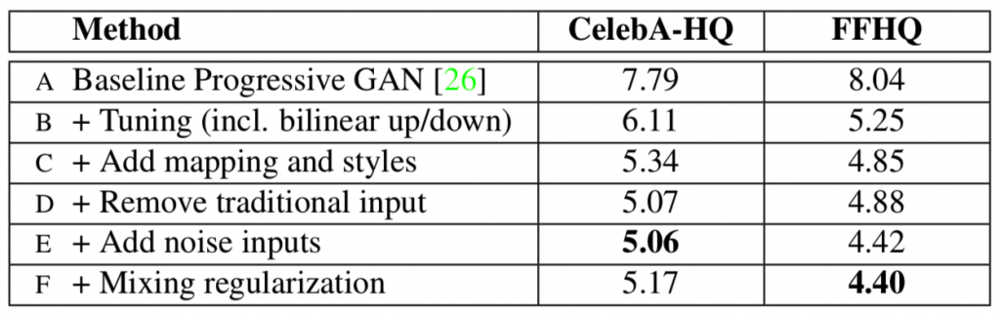 Method CelebA-HQ FFHQ
A Baseline Progressive GAN [26] 7.79 8.04
B + Tuning (incl. bilinear up/down) 6.11 5.25
C + Add mapping and styles 5.34 4.85
D + Remove traditional input 5.07 4.88
E + Add noise inputs 5.06 4.42
F + Mixing regularization 5.17 4.40